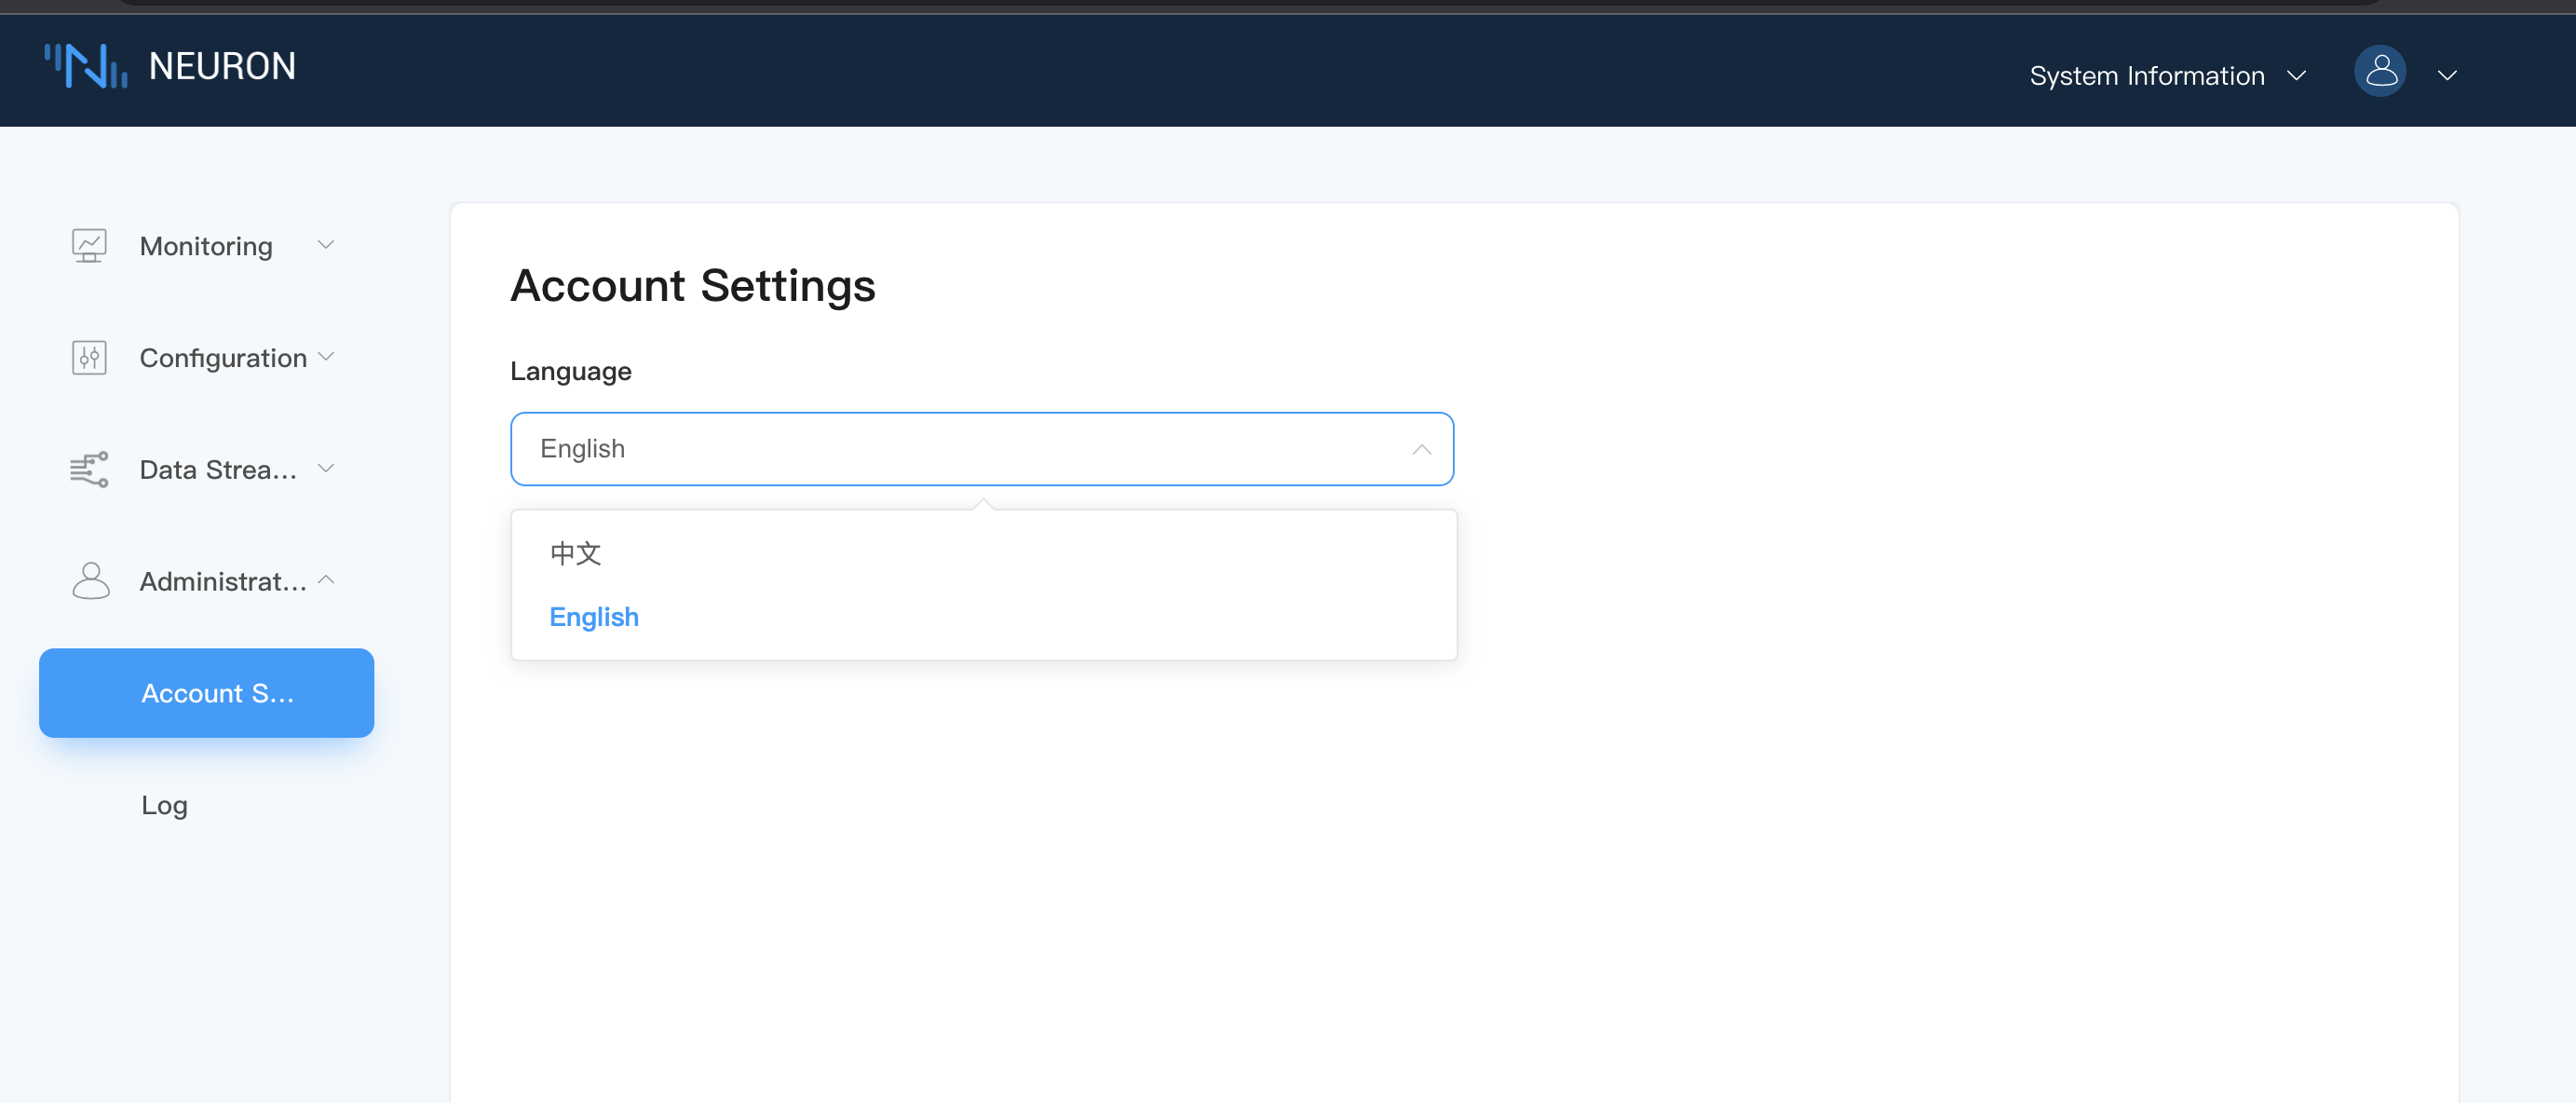 NEURON
System Information
Monitoring
Configuration
Data Strea...
Administrat...
Account S...
Log
Account Settings
Language
English
中文
English